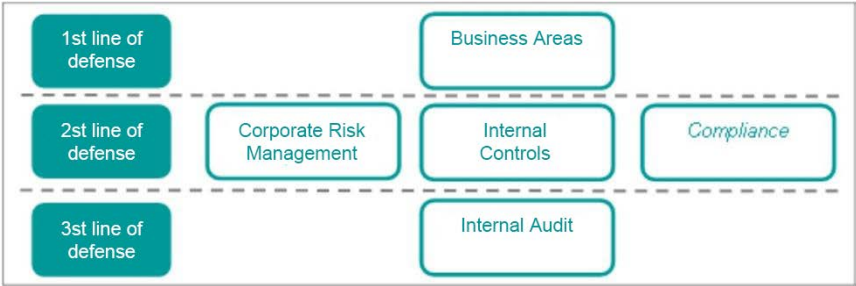 1st line of
defense
Business Areas
2st line of
defense
Corporate Risk
Management
Internal
Controls
Compliance
3st line of
defense
Internal Audit